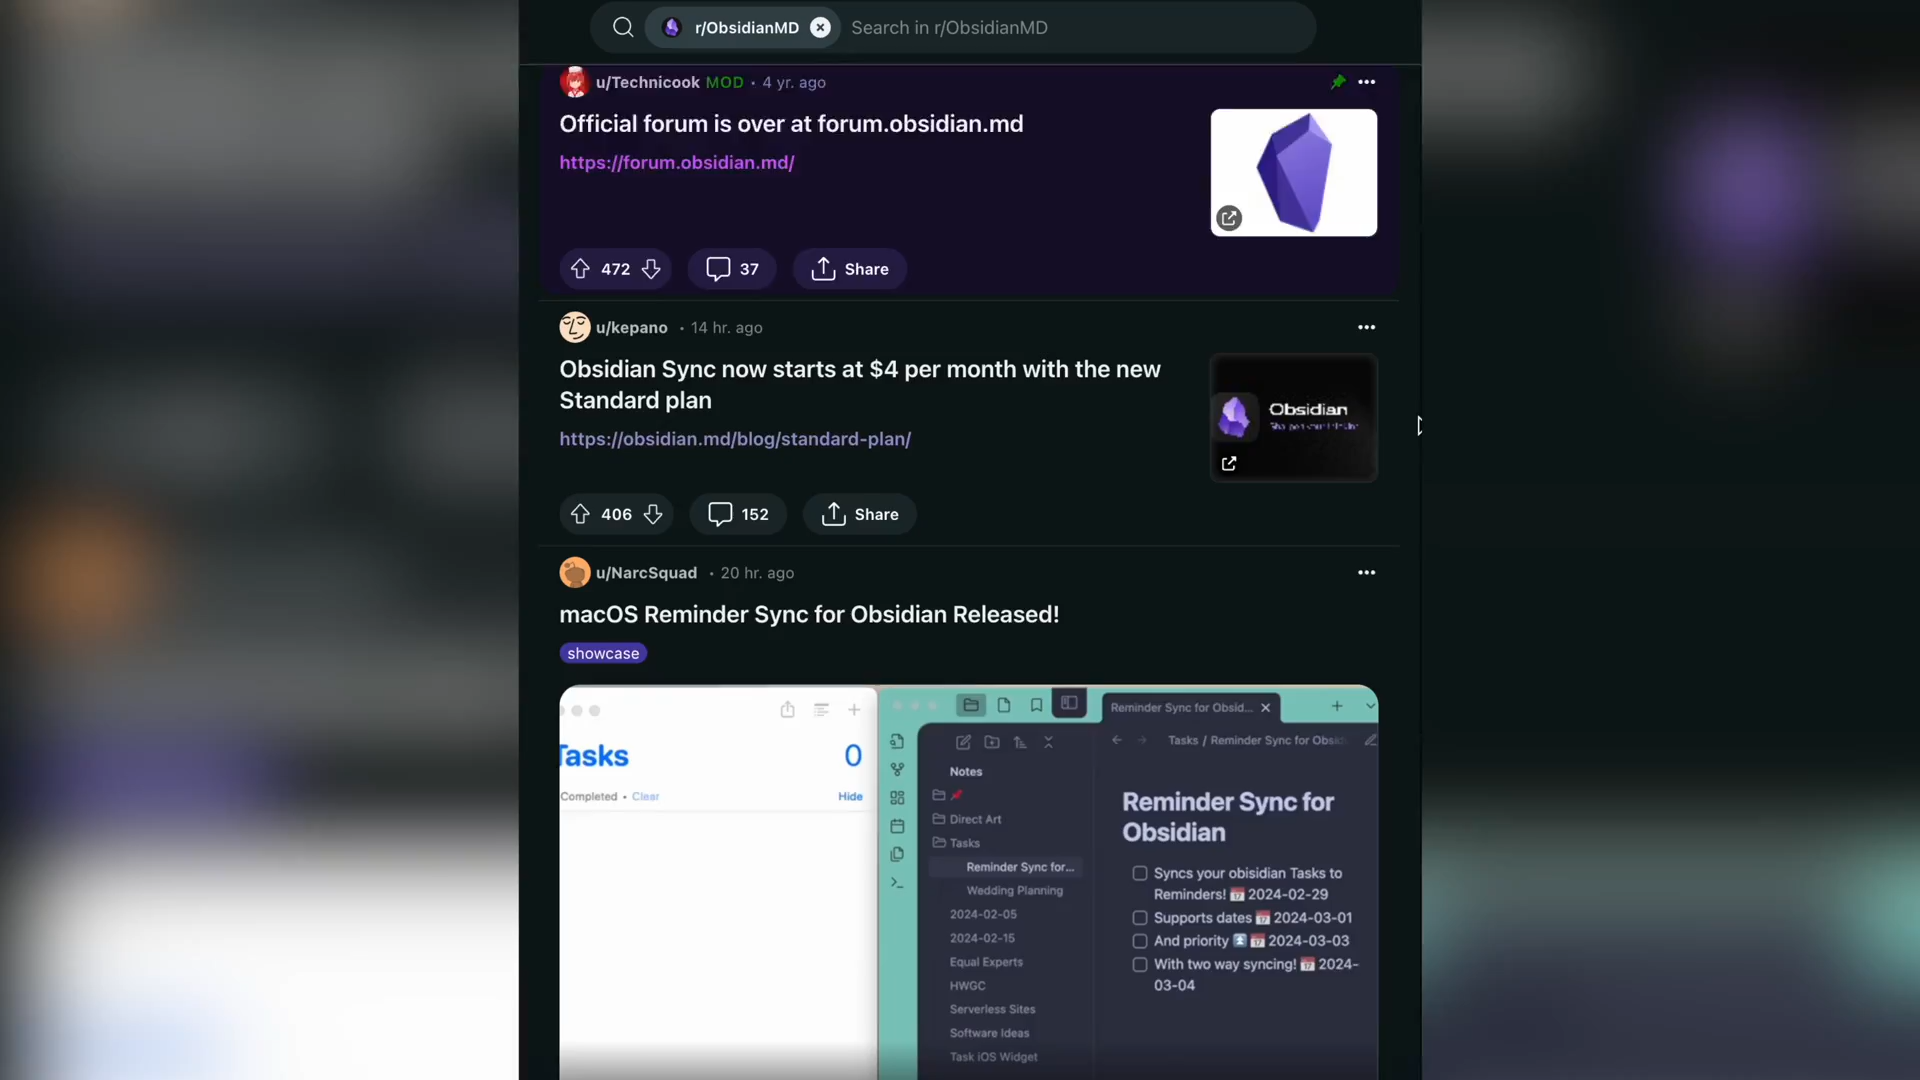 r/ObsidianMD Search in r/ObsidianMD
u/Technicook MOD • 4 yr. ago
Official forum is over at forum.obsidian.md
https://forum.obsidian.md/
472 37 Share
u/kepano • 14 hr. ago
Obsidian Sync now starts at $4 per month with the new
Standard plan
https://obsidian.md/blog/standard-plan/
Obsidian
406 152 Share
u/NarcSquad • 20 hr. ago
macOS Reminder Sync for Obsidian Released!
showcase
Tasks 0
Completed • Clear Hide
Reminder Sync for Obsid...
Tasks / Reminder Sync for Obsi
Notes
Direct Art
Tasks
Reminder Sync for...
Wedding Planning
2024-02-05
2024-02-15
Equal Experts
HWGC
Serverless Sites
Software Ideas
Task iOS Widget
Reminder Sync for
Obsidian
Syncs your obisidian Tasks to
Reminders! 📅 2024-02-29
Supports dates 📅 2024-03-01
And priority ⏫ 📅 2024-03-03
With two way syncing! 📅 2024-
03-04